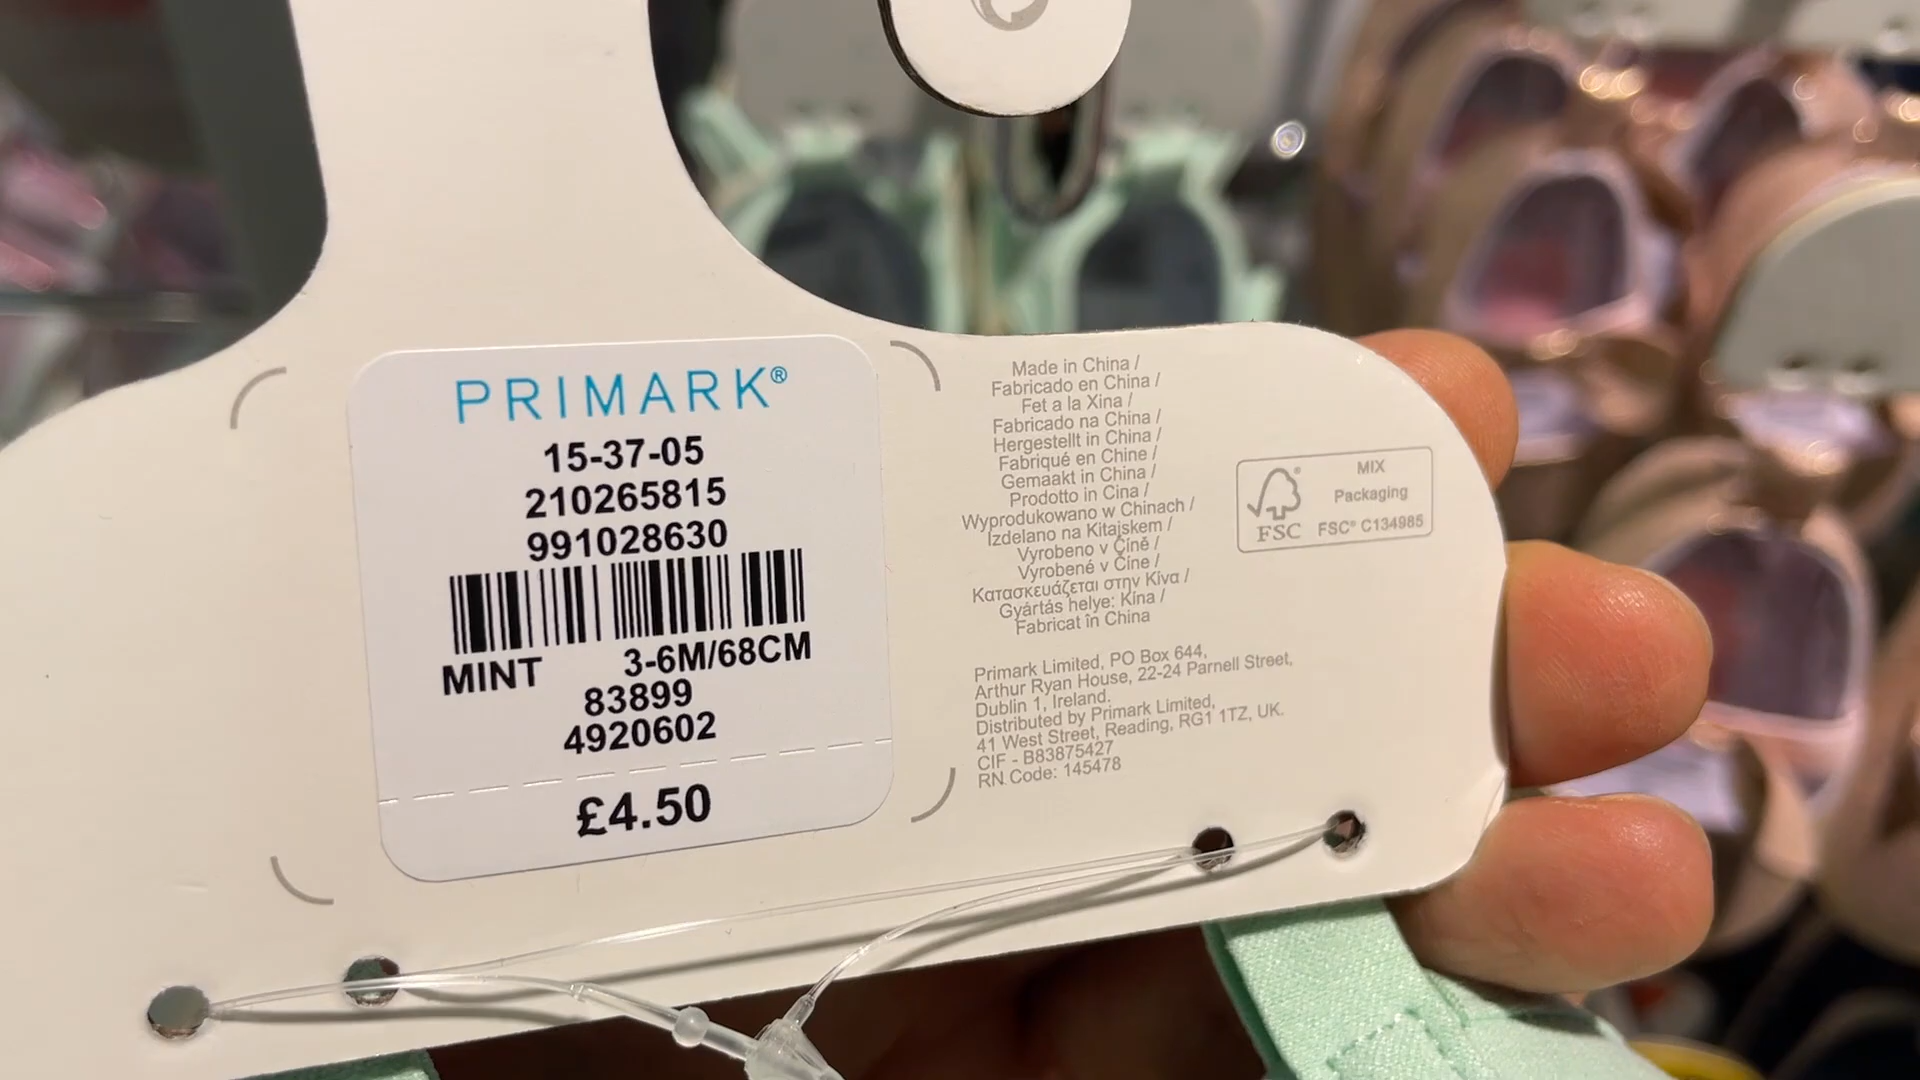 PRIMARK®
15-37-05
210265815
991028630
MINT 3-6M/68CM
83899
4920602
£4.50
Made in China /
Fabricado en China /
Fet a la Xina /
Fabricado na China /
Hergestellt in China /
Fabriqué en Chine /
Gemaakt in China /
Prodotto in Cina /
Wyprodukowano w Chinach /
Izdelano na Kitajskem /
Vyrobeno v Číně /
Vyrobené v Číne /
Κατασκευάζεται στην Κίνα /
Gyártás helye: Kína /
Fabricat în China
Primark Limited, PO Box 644,
Arthur Ryan House, 22-24 Parnell Street,
Dublin 1, Ireland.
Distributed by Primark Limited,
41 West Street, Reading, RG1 1TZ, UK.
CIF - B83875427
RN Code: 145478
FSC
MIX
Packaging
FSC® C134985